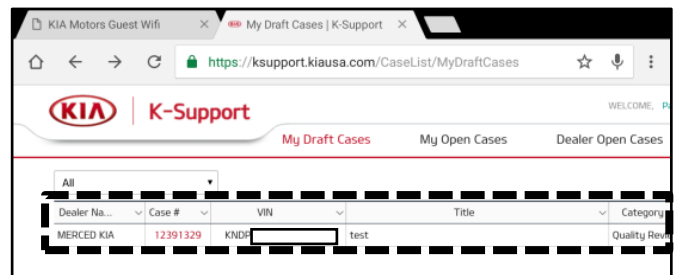 KIA Motors Guest Wifi
My Draft Cases | K-Support
https://ksupport.kiausa.com/CaseList/MyDraftCases
KIA K-Support
WELCOME,
My Draft Cases My Open Cases Dealer Open Cases
All
Dealer Na... Case # VIN Title Category
MERCED KIA 12391329 KNDP test Quality Revi